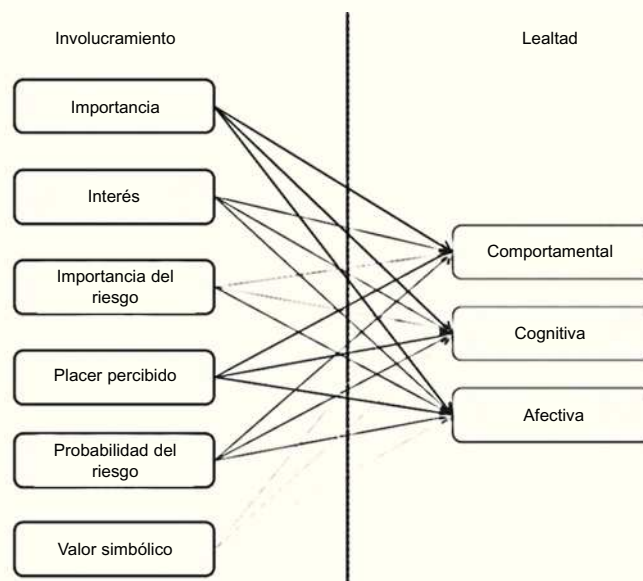 Involucramiento
Lealtad
Importancia
Interés
Importancia del
riesgo
Placer percibido
Probabilidad del
riesgo
Valor simbólico
Comportamental
Cognitiva
Afectiva